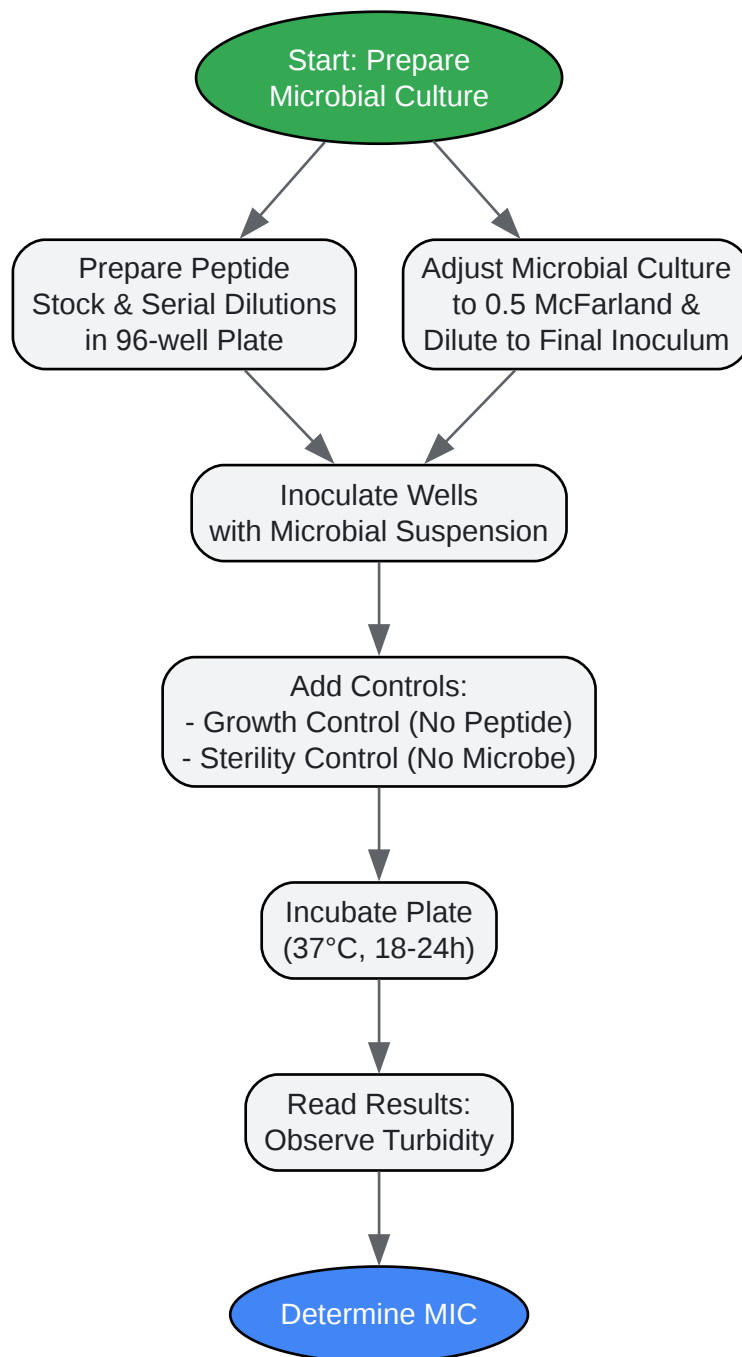 Start: Prepare
Microbial Culture
Prepare Peptide
Stock & Serial Dilutions
in 96-well Plate
Adjust Microbial Culture
to 0.5 McFarland &
Dilute to Final Inoculum
Inoculate Wells
with Microbial Suspension
Add Controls:
- Growth Control (No Peptide)
- Sterility Control (No Microbe)
Incubate Plate
(37°C, 18-24h)
Read Results:
Observe Turbidity
Determine MIC